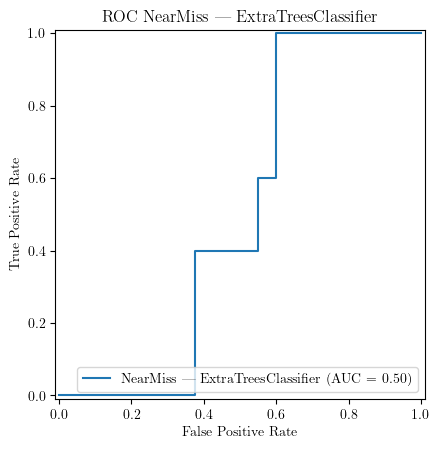 ROC NearMiss — ExtraTreesClassifier
1.0
0.8
0.6
0.4
0.2
0.0
True Positive Rate
NearMiss — ExtraTreesClassifier (AUC = 0.50)
0.0 0.2 0.4 0.6 0.8 1.0
False Positive Rate